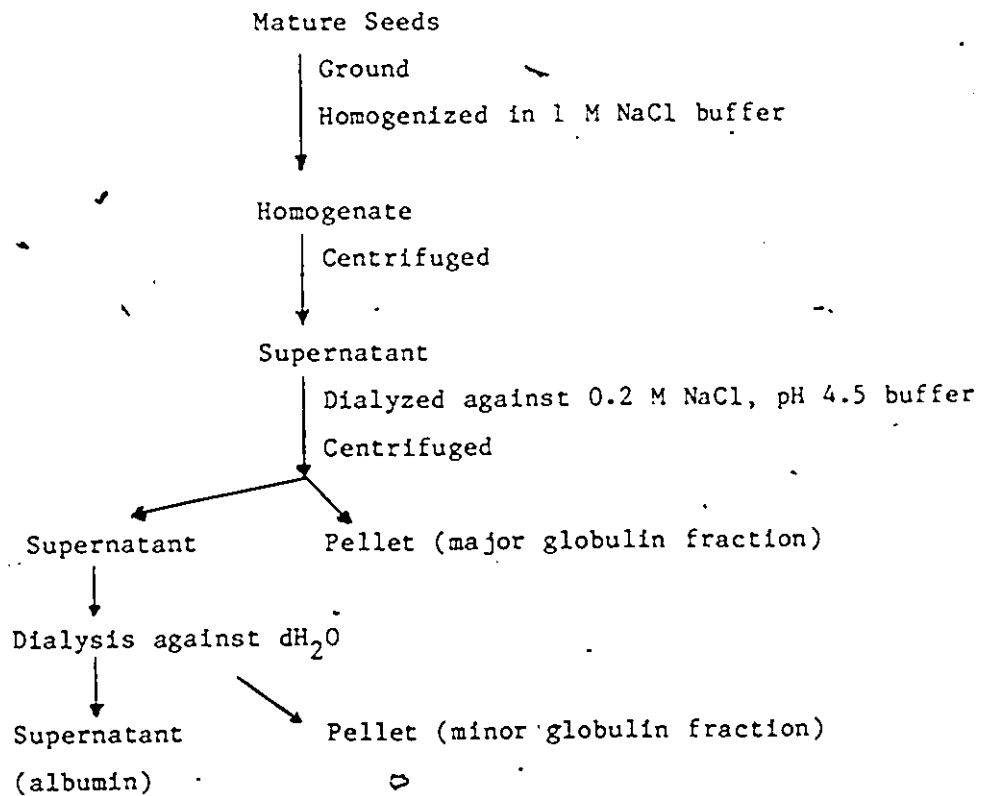 Mature Seeds
Ground
Homogenized in 1 M NaCl buffer
Homogenate
Centrifuged
Supernatant
Dialyzed against 0.2 M NaCl, pH 4.5 buffer
Centrifuged
Supernatant
Pellet (major globulin fraction)
Dialysis against dH₂O
Supernatant
(albumin)
Pellet (minor globulin fraction)